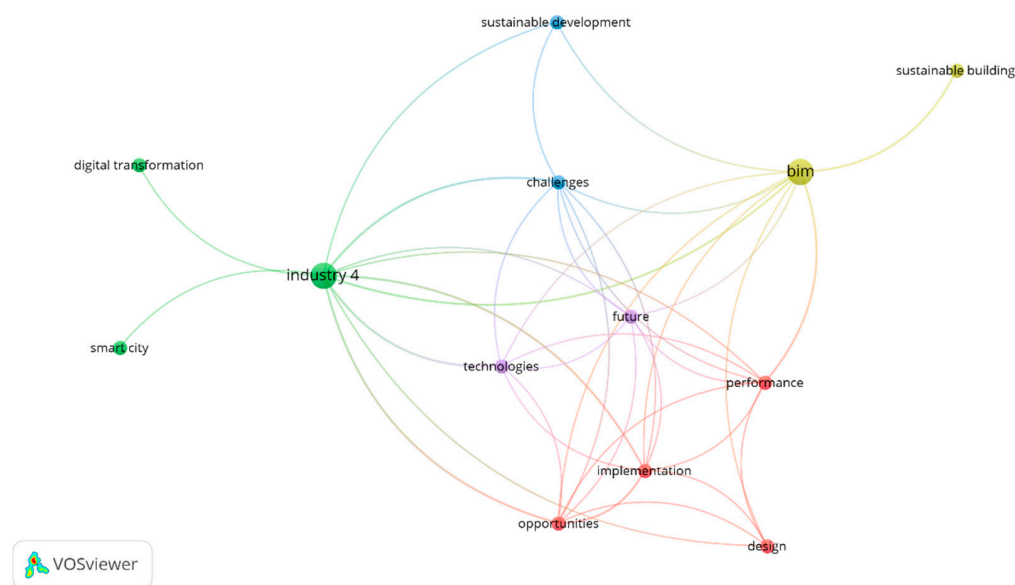 sustainable development
sustainable building
digital transformation
bim
challenges
industry 4
future
smart city
technologies
performance
implementation
opportunities
design
VOSviewer